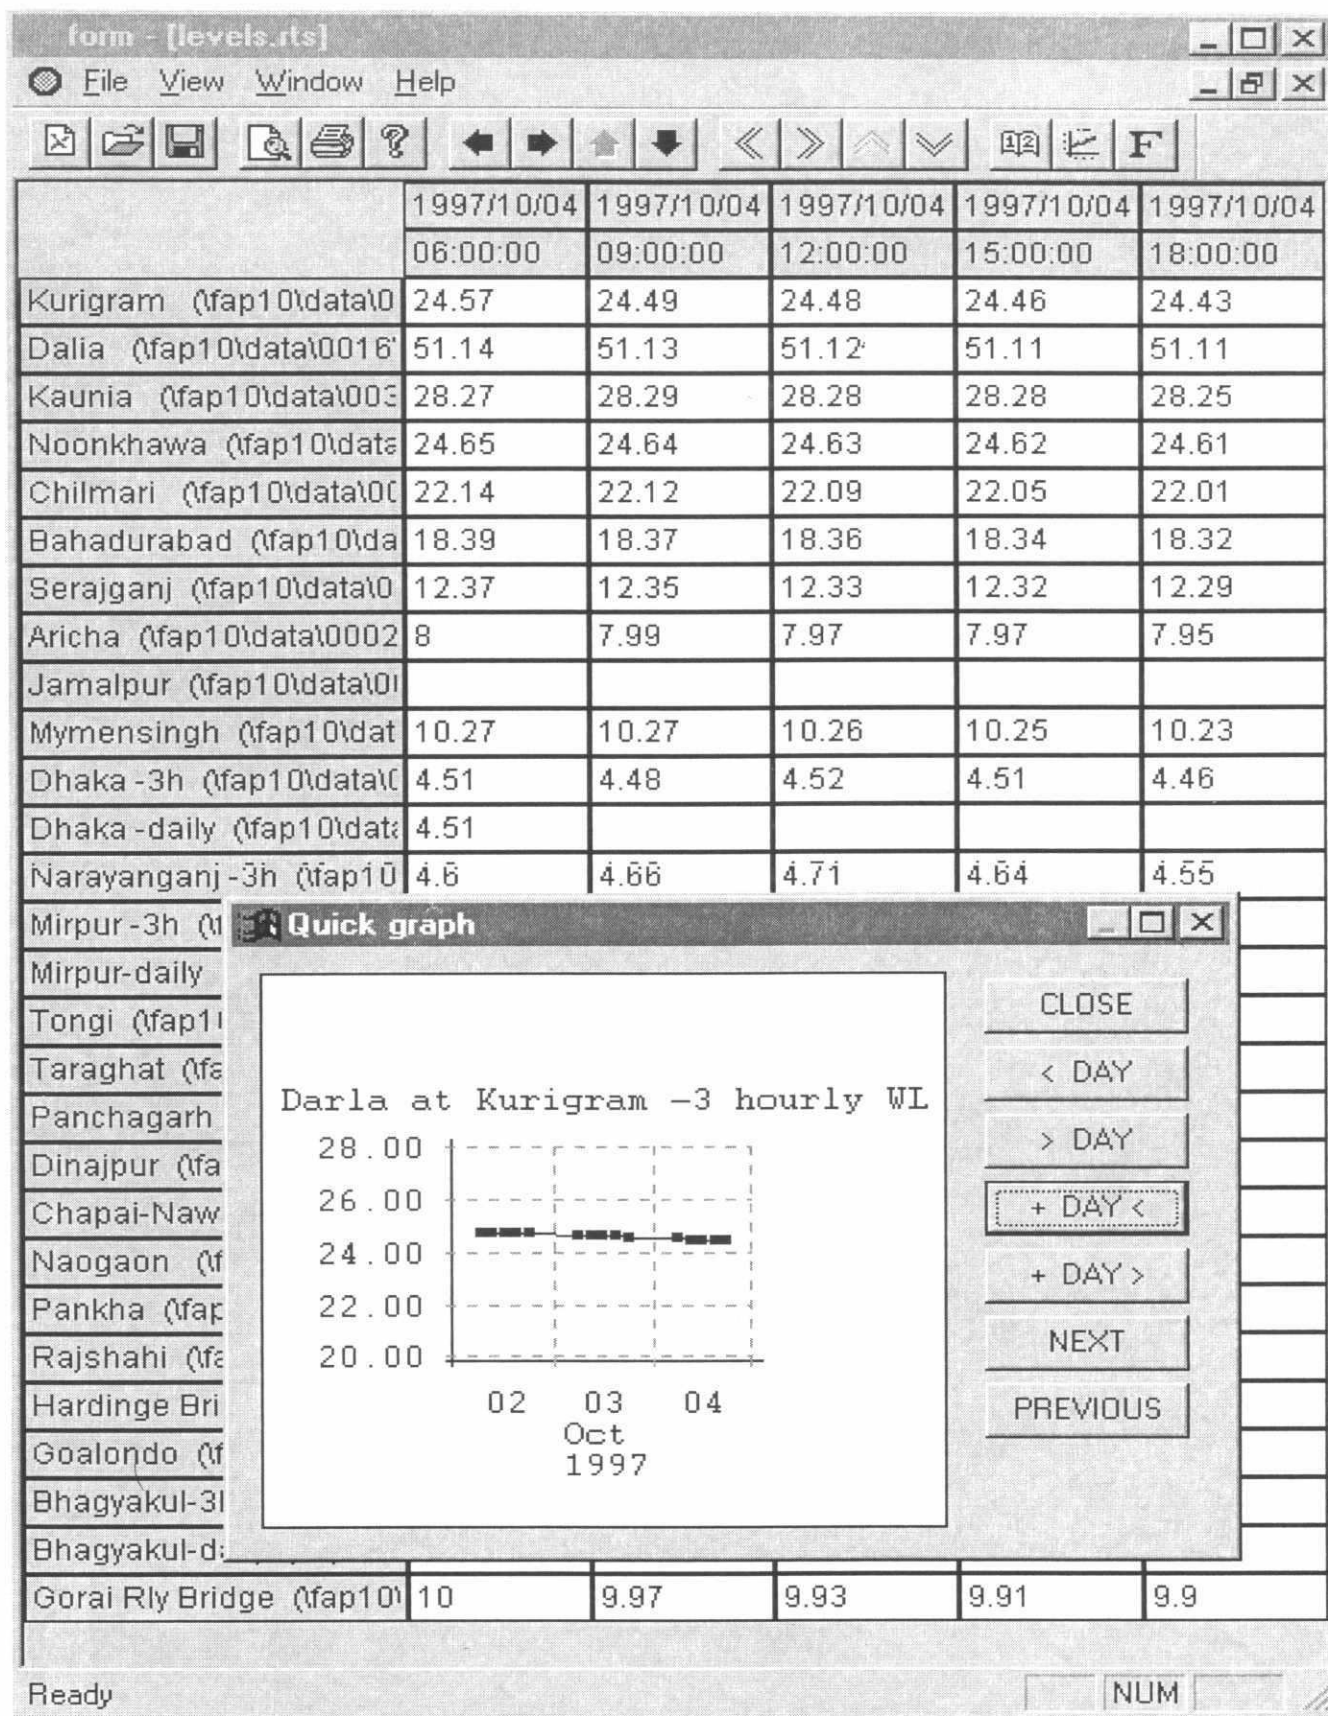 form - [levels.rts]
File View Window Help
1997/10/04 1997/10/04 1997/10/04 1997/10/04 1997/10/04
06:00:00 09:00:00 12:00:00 15:00:00 18:00:00
Kurigram (\fap10\data\0 24.57 24.49 24.48 24.46 24.43
Dalia (\fap10\data\0016 51.14 51.13 51.12 51.11 51.11
Kaunia (\fap10\data\003 28.27 28.29 28.28 28.28 28.25
Noonkhawa (\fap10\data 24.65 24.64 24.63 24.62 24.61
Chilmari (\fap10\data\00 22.14 22.12 22.09 22.05 22.01
Bahadurabad (\fap10\da 18.39 18.37 18.36 18.34 18.32
Serajganj (\fap10\data\0 12.37 12.35 12.33 12.32 12.29
Aricha (\fap10\data\0002 8 7.99 7.97 7.97 7.95
Jamalpur (\fap10\data\0
Mymensingh (\fap10\dat 10.27 10.27 10.26 10.25 10.23
Dhaka -3h (\fap10\data\0 4.51 4.48 4.52 4.51 4.46
Dhaka -daily (\fap10\data 4.51
Narayanganj -3h (\fap10 4.6 4.66 4.71 4.64 4.55
Mirpur -3h (\f
Mirpur-daily
Tongi (\fap1
Taraghat (\fa
Panchagarh
Dinajpur (\fa
Chapai-Naw
Naogaon (\f
Pankha (\fap
Rajshahi (\fa
Hardinge Bri
Goalondo (\f
Bhagyakul-3h
Bhagyakul-da
Gorai Rly Bridge (\fap10\ 10 9.97 9.93 9.91 9.9
Quick graph
Darla at Kurigram -3 hourly WL
28.00
26.00
24.00
22.00
20.00
02 03 04
Oct
1997
CLOSE
< DAY
> DAY
+ DAY <
+ DAY >
NEXT
PREVIOUS
Ready NUM